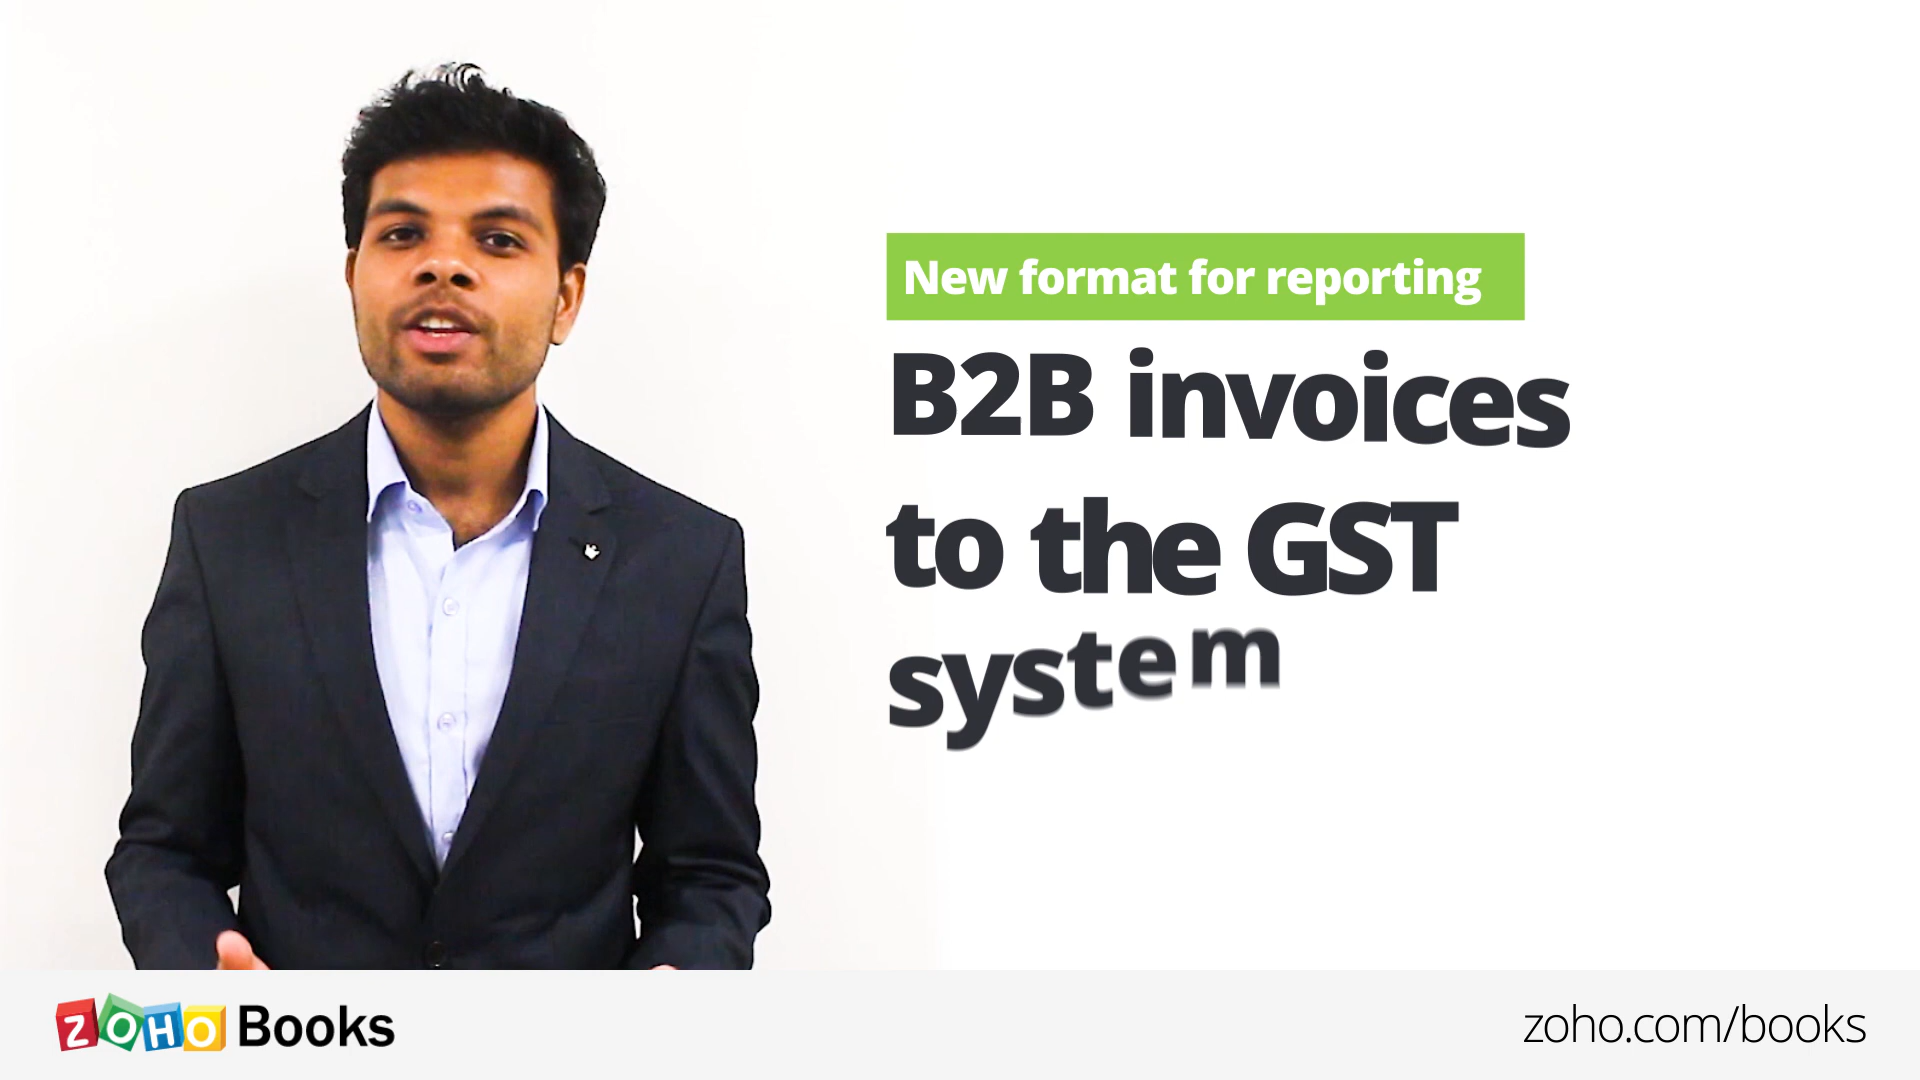 New format for reporting
B2B invoices
to the GST
system
ZOHO Books
zoho.com/books